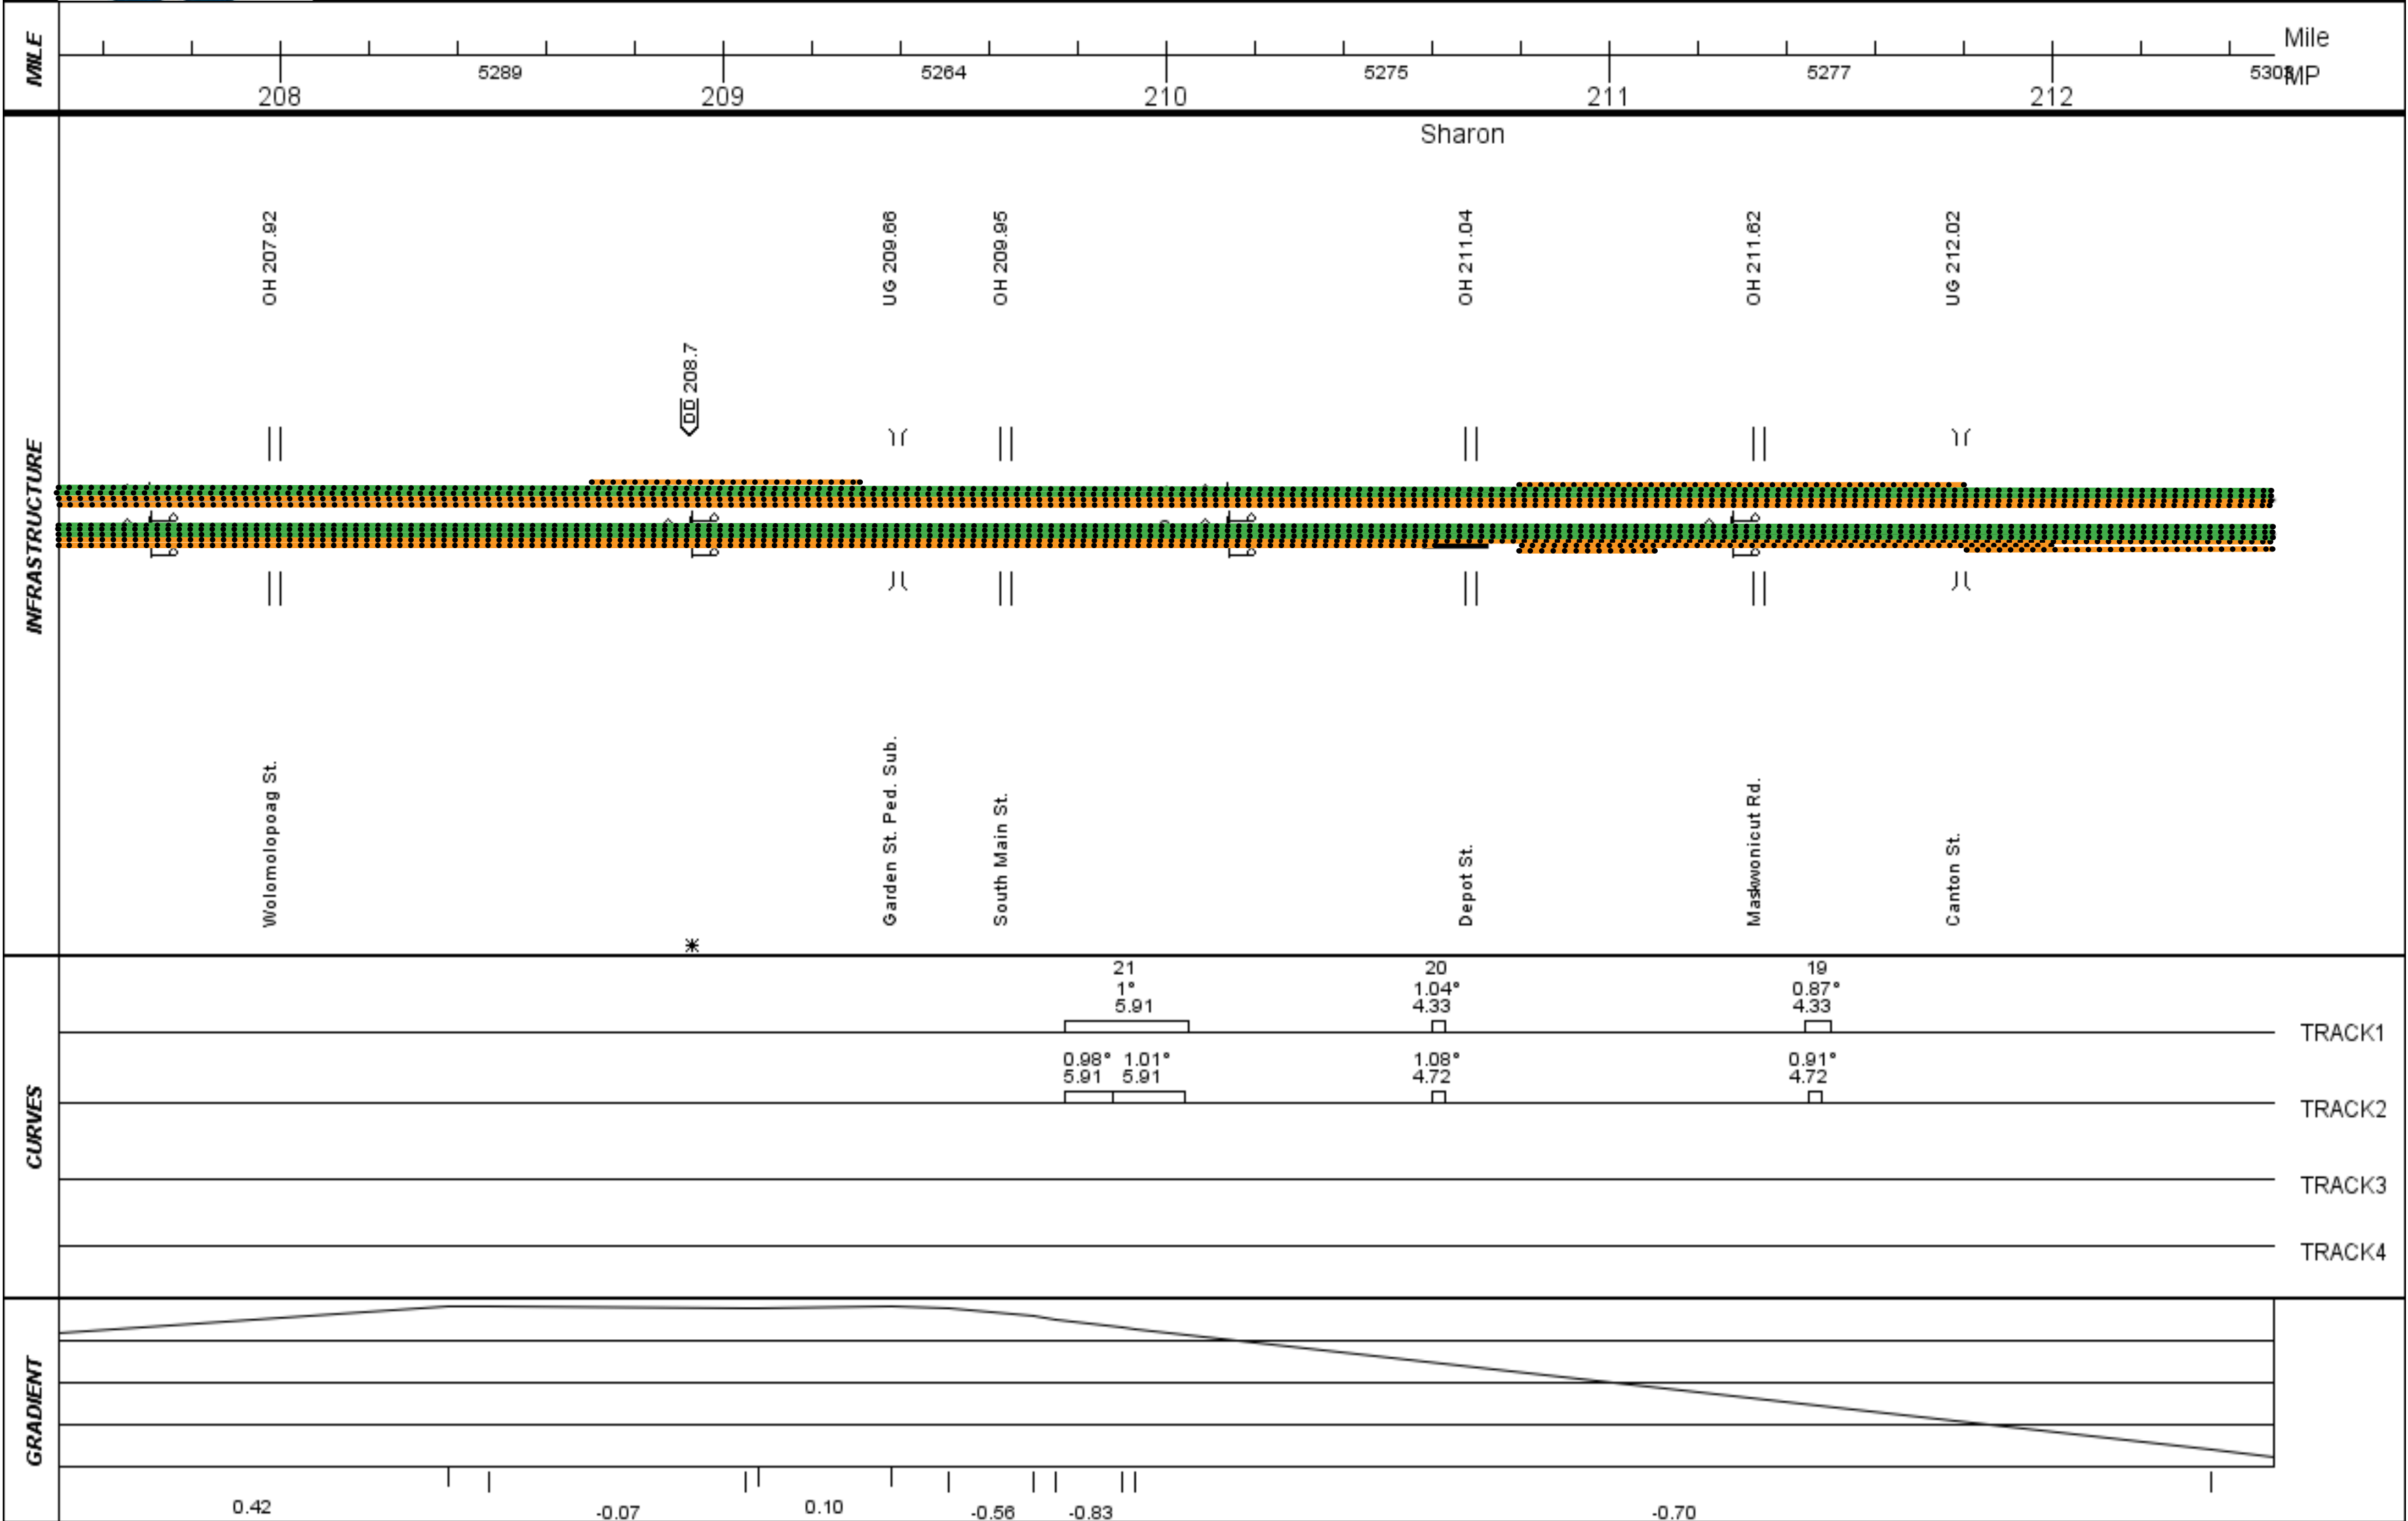 MILE
Mile
5289 5264 5275 5277
MP
208 209 210 211 212
INFRASTRUCTURE
Sharon
OH 207.92
UG 209.66
OH 209.95
OH 211.04
OH 211.62
UG 212.02
DD 208.7
Wolomolopoag St.
Garden St. Ped. Sub.
South Main St.
Depot St.
Maskwonicut Rd.
Canton St.
*
CURVES
21 20 19
1° 1.04° 0.87°
5.91 4.33 4.33
TRACK1
0.98° 1.01° 1.08° 0.91°
5.91 5.91 4.72 4.72
TRACK2
TRACK3
TRACK4
GRADIENT
0.42 -0.07 0.10 -0.56 -0.83 -0.70